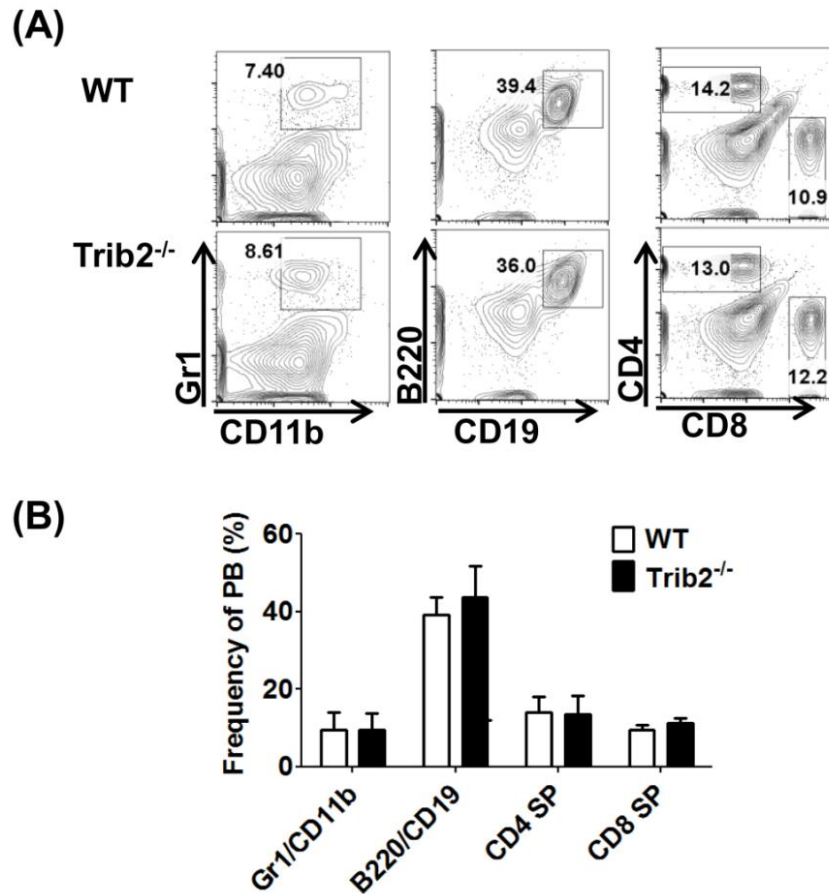 (A)
WT
7.40
39.4
14.2
10.9
Trib2-/-
8.61
36.0
13.0
12.2
Gr1
CD11b
B220
CD19
CD4
CD8
(B)
Frequency of PB (%)
60
40
20
0
WT
Trib2-/-
Gr1/CD11b
B220/CD19
CD4 SP
CD8 SP